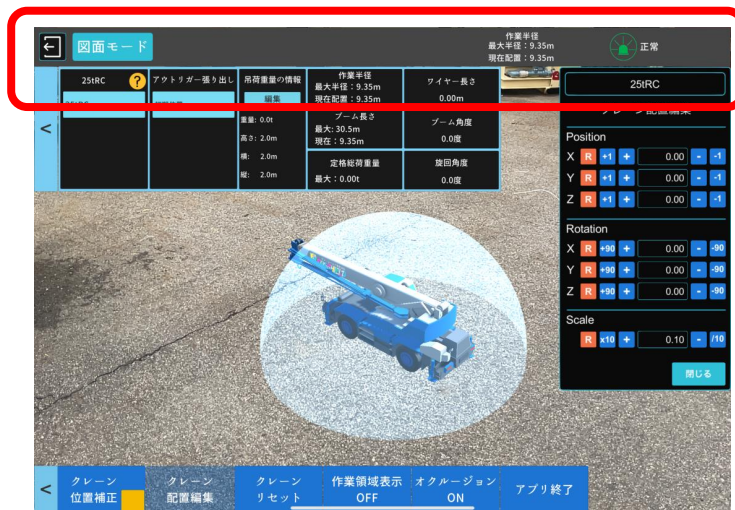 図面モード
作業半径
最大半径：9.35m
現在配置：9.35m
正常
25tRC
?
アウトリガー張り出し
吊荷重量の情報
編集
重量: 0.0t
高さ: 2.0m
横: 2.0m
縦: 2.0m
作業半径
最大半径：9.35m
現在配置：9.35m
ワイヤー長さ
0.00m
ブーム長さ
最大: 30.5m
現在：9.35m
ブーム角度
0.0度
定格総荷重量
最大：0.00t
旋回角度
0.0度
<
25tRC
クレーン配置編集
Position
X R +1 + 0.00 - -1
Y R +1 + 0.00 - -1
Z R +1 + 0.00 - -1
Rotation
X R +90 + 0.00 - -90
Y R +90 + 0.00 - -90
Z R +90 + 0.00 - -90
Scale
R x10 + 0.10 - /10
閉じる
<
クレーン
位置補正
クレーン
配置編集
クレーン
リセット
作業領域表示
OFF
オクルージョン
ON
アプリ終了